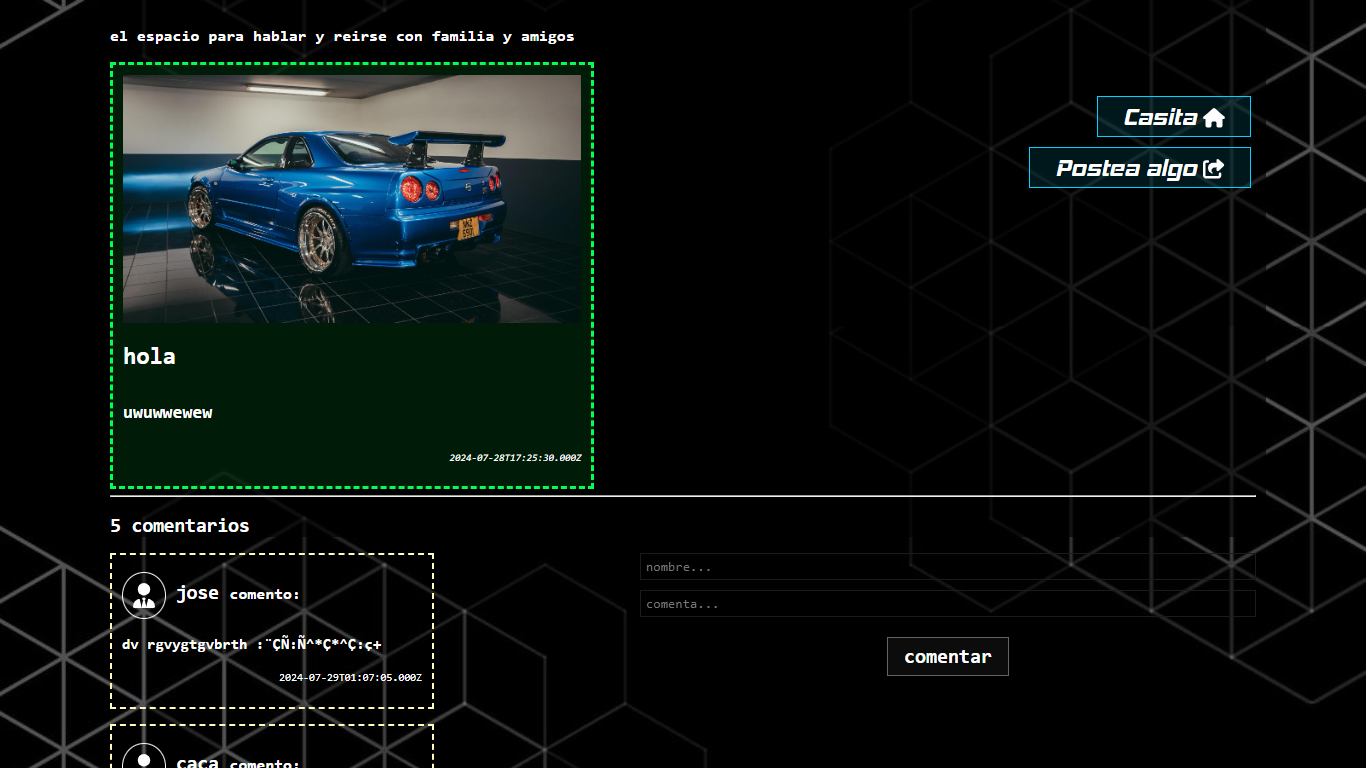 el espacio para hablar y reirse con familia y amigos
Casita
Postea algo
hola
uwuwwewew
2024-07-28T17:25:30.000Z
5 comentarios
jose comento:
dv rgvygtgvbrth :¨ÇÑ:Ñ^*Ç*^Ç:ç+
2024-07-29T01:07:05.000Z
nombre...
comenta...
comentar
caca comento: